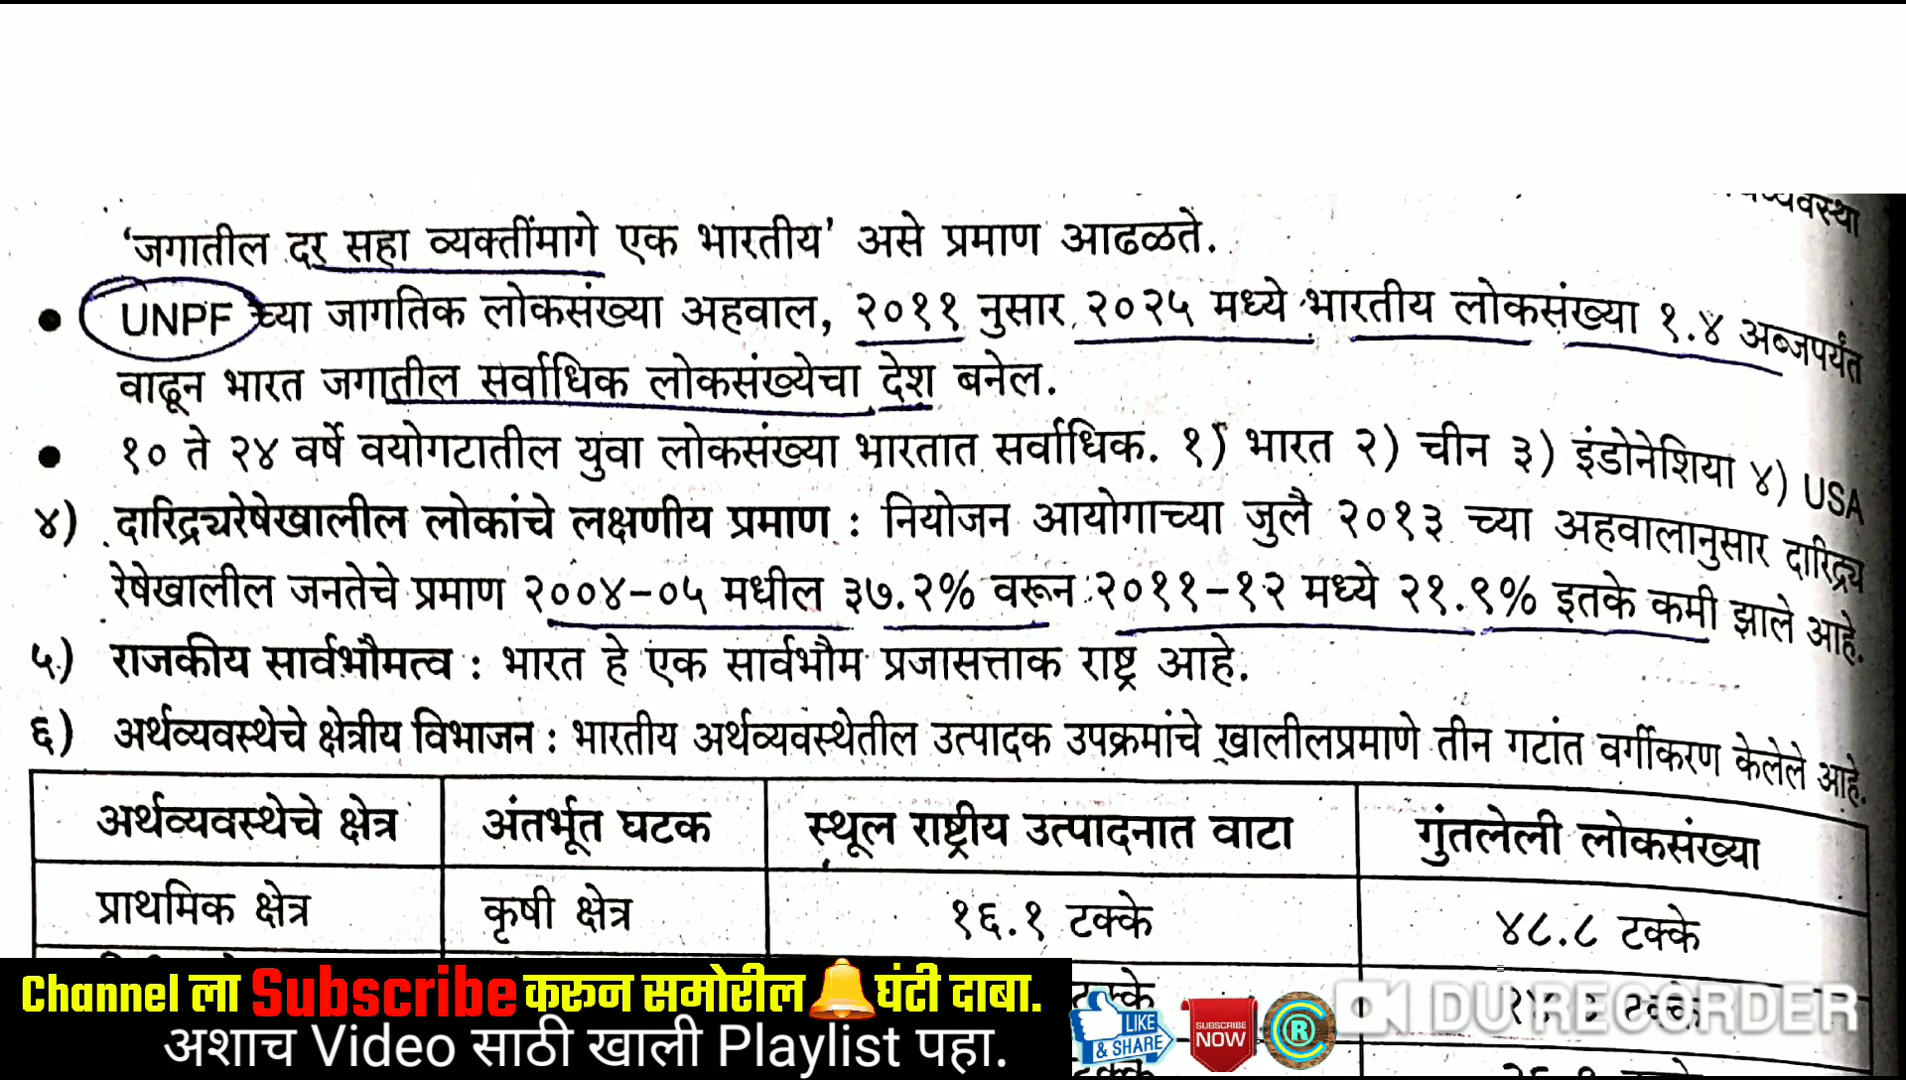 'जगातील दर सहा व्यक्तींमागे एक भारतीय' असे प्रमाण आढळते.
• UNPF च्या जागतिक लोकसंख्या अहवाल, २०११ नुसार २०२५ मध्ये भारतीय लोकसंख्या १.४ अब्जपर्यंत
वाढून भारत जगातील सर्वाधिक लोकसंख्येचा देश बनेल.
• १० ते २४ वर्षे वयोगटातील युवा लोकसंख्या भारतात सर्वाधिक. १) भारत २) चीन ३) इंडोनेशिया ४) USA
४) दारिद्र्यरेषेखालील लोकांचे लक्षणीय प्रमाण : नियोजन आयोगाच्या जुलै २०१३ च्या अहवालानुसार दारिद्र्य
रेषेखालील जनतेचे प्रमाण २००४-०५ मधील ३७.२% वरून २०११-१२ मध्ये २१.९% इतके कमी झाले आहे.
५) राजकीय सार्वभौमत्व : भारत हे एक सार्वभौम प्रजासत्ताक राष्ट्र आहे.
६) अर्थव्यवस्थेचे क्षेत्रीय विभाजन : भारतीय अर्थव्यवस्थेतील उत्पादक उपक्रमांचे खालीलप्रमाणे तीन गटांत वर्गीकरण केलेले आहे.
अर्थव्यवस्थेचे क्षेत्र अंतर्भूत घटक स्थूल राष्ट्रीय उत्पादनात वाटा गुंतलेली लोकसंख्या
प्राथमिक क्षेत्र कृषी क्षेत्र १६.१ टक्के ४८.८ टक्के
टक्के टक्के
Channel ला Subscribe करून समोरील घंटी दाबा.
अशाच Video साठी खाली Playlist पहा.
LIKE
& SHARE
SUBSCRIBE
NOW
DU RECORDER